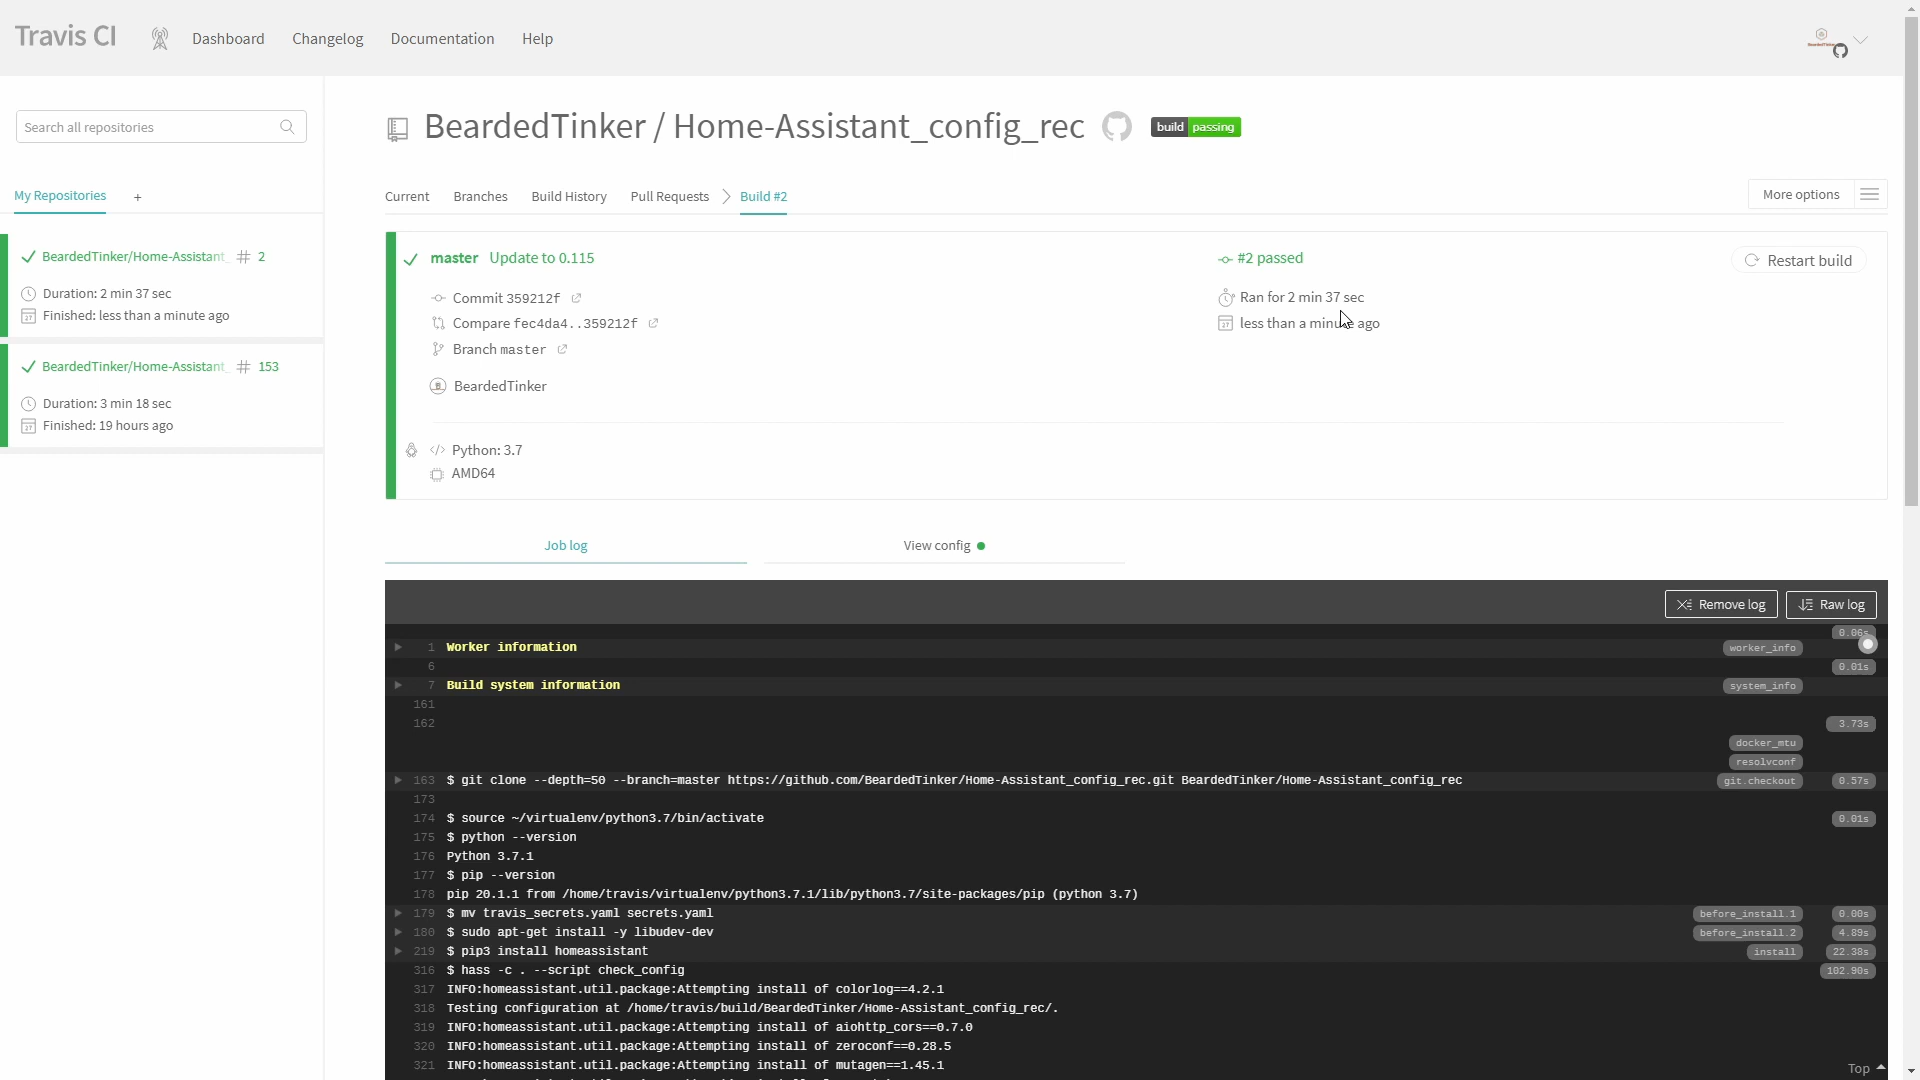 Travis CI
Dashboard
Changelog
Documentation
Help
Search all repositories
My Repositories +
BeardedTinker/Home-Assistant_ # 2
Duration: 2 min 37 sec
Finished: less than a minute ago
BeardedTinker/Home-Assistant_ # 153
Duration: 3 min 18 sec
Finished: 19 hours ago
BeardedTinker / Home-Assistant_config_rec
build passing
Current
Branches
Build History
Pull Requests
Build #2
More options
master Update to 0.115
Commit 359212f
Compare fec4da4..359212f
Branch master
BeardedTinker
#2 passed
Ran for 2 min 37 sec
less than a minute ago
Restart build
Python: 3.7
AMD64
Job log
View config
Remove log
Raw log
0.06s
1 Worker information worker_info
6 0.01s
7 Build system information system_info
161
162 3.73s
docker_mtu
resolvconf
163 $ git clone --depth=50 --branch=master https://github.com/BeardedTinker/Home-Assistant_config_rec.git BeardedTinker/Home-Assistant_config_rec git.checkout 0.57s
173
174 $ source ~/virtualenv/python3.7/bin/activate 0.01s
175 $ python --version
176 Python 3.7.1
177 $ pip --version
178 pip 20.1.1 from /home/travis/virtualenv/python3.7.1/lib/python3.7/site-packages/pip (python 3.7)
179 $ mv travis_secrets.yaml secrets.yaml before_install.1 0.00s
180 $ sudo apt-get install -y libudev-dev before_install.2 4.89s
219 $ pip3 install homeassistant install 22.38s
316 $ hass -c . --script check_config 102.90s
317 INFO:homeassistant.util.package:Attempting install of colorlog==4.2.1
318 Testing configuration at /home/travis/build/BeardedTinker/Home-Assistant_config_rec/.
319 INFO:homeassistant.util.package:Attempting install of aiohttp_cors==0.7.0
320 INFO:homeassistant.util.package:Attempting install of zeroconf==0.28.5
321 INFO:homeassistant.util.package:Attempting install of mutagen==1.45.1
Top